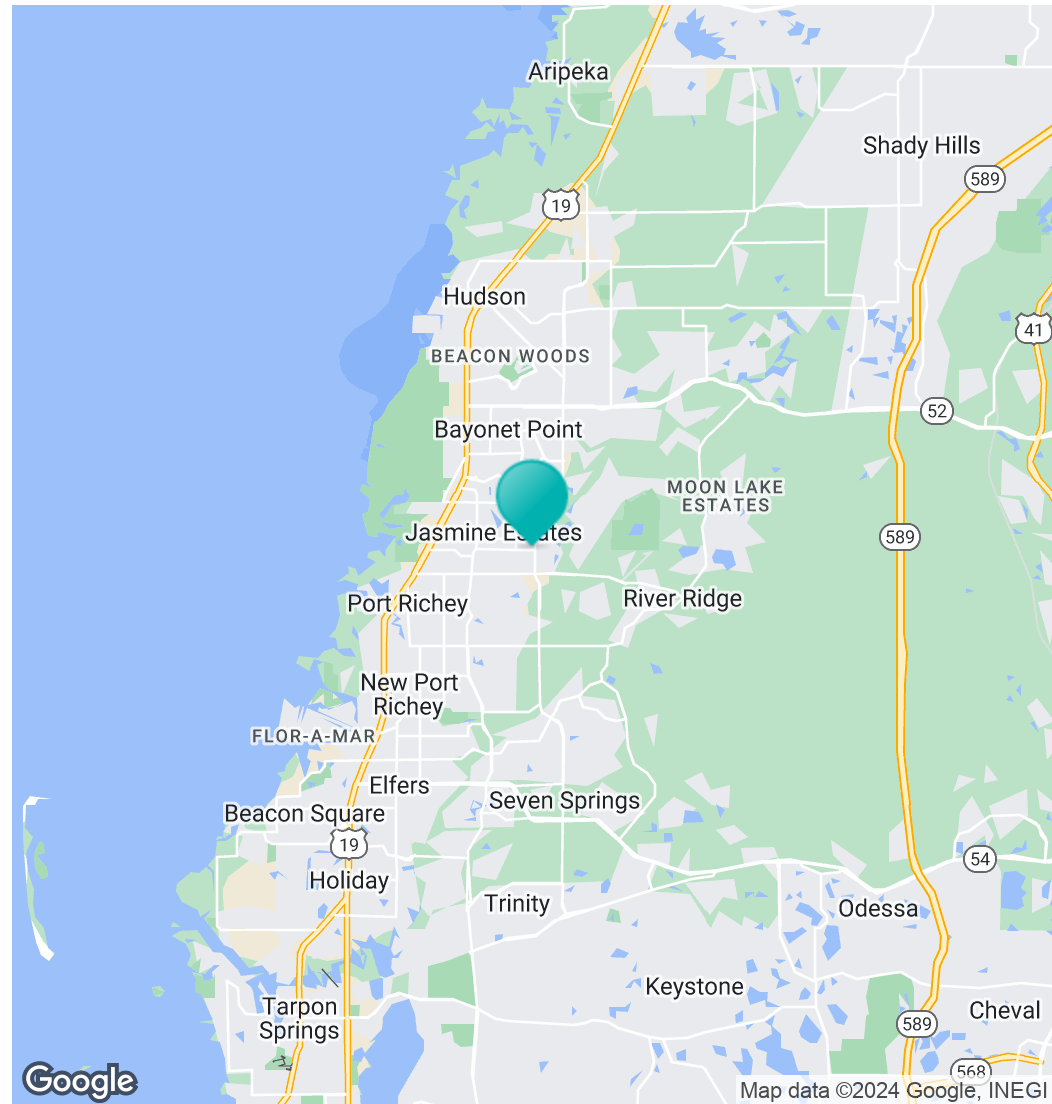 Aripeka
Shady Hills
589
19
Hudson
41
BEACON WOODS
52
Bayonet Point
MOON LAKE
ESTATES
Jasmine Estates
589
Port Richey
River Ridge
New Port
Richey
FLOR-A-MAR
Elfers
Seven Springs
Beacon Square
19
54
Holiday
Trinity
Odessa
Keystone
Tarpon
Springs
Cheval
589
568
Google
Map data ©2024 Google, INEGI